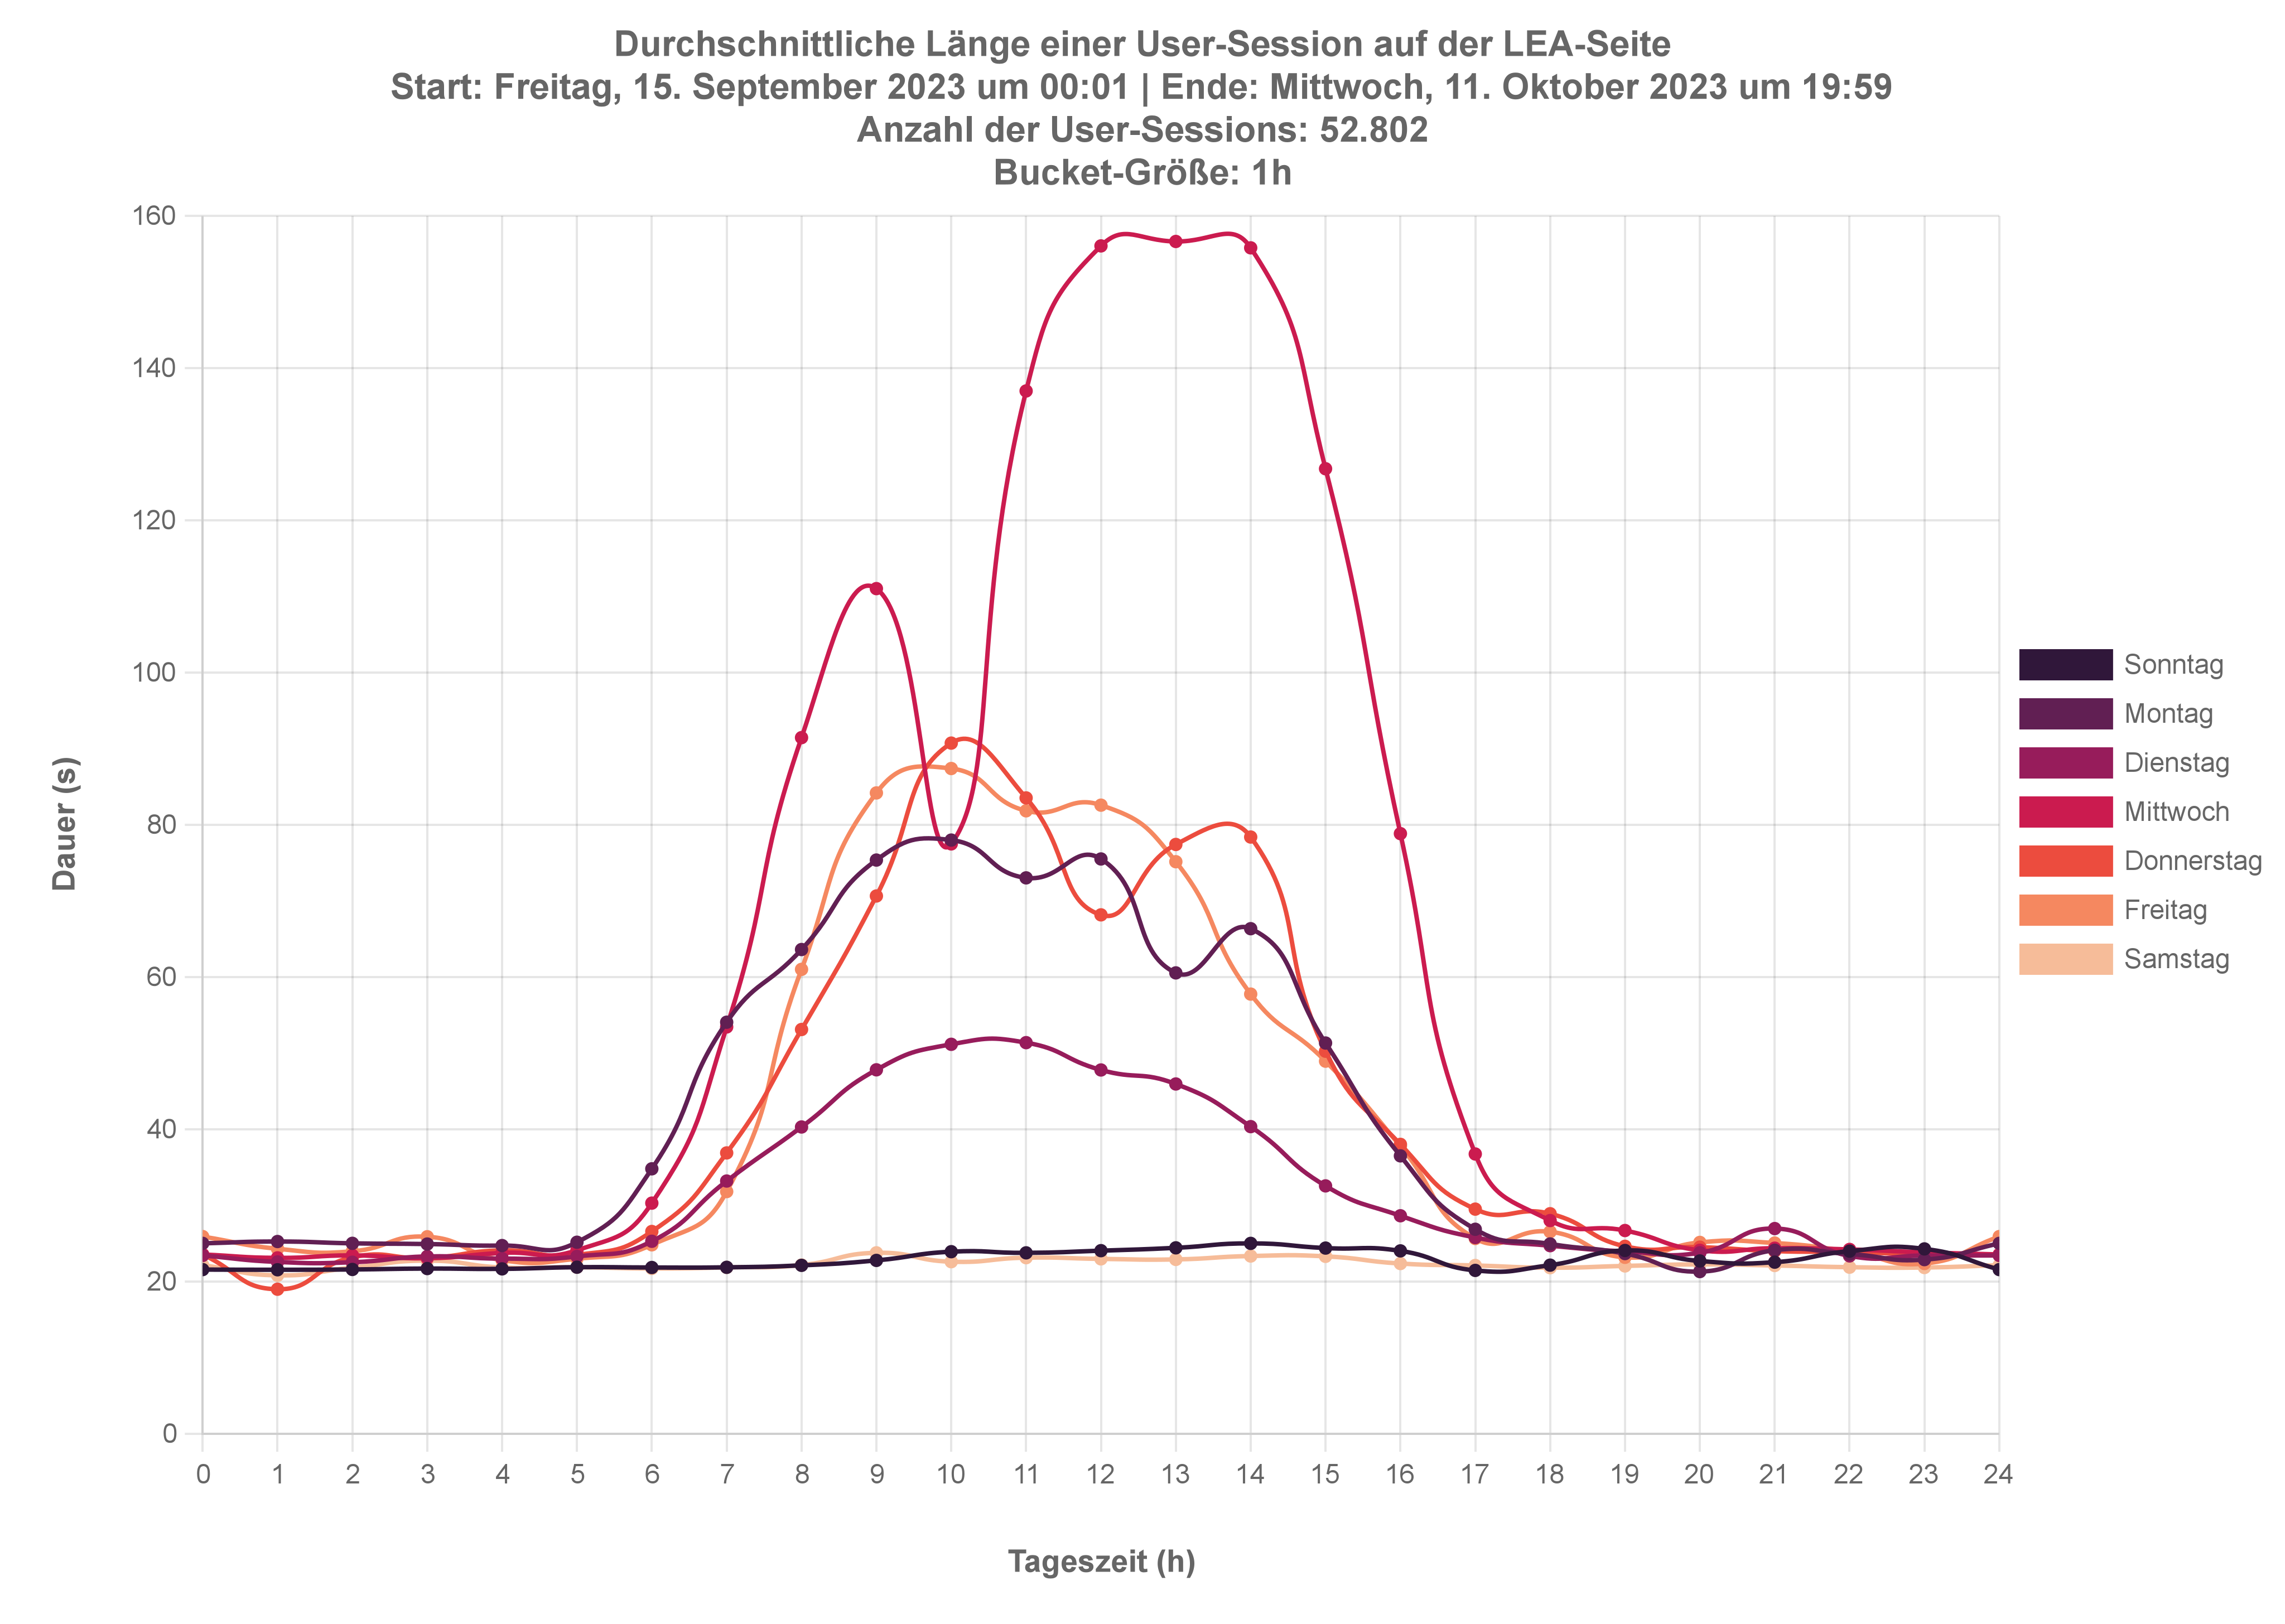 Durchschnittliche Länge einer User-Session auf der LEA-Seite
Start: Freitag, 15. September 2023 um 00:01 | Ende: Mittwoch, 11. Oktober 2023 um 19:59
Anzahl der User-Sessions: 52.802
Bucket-Größe: 1h
160
140
120
100
80
60
40
20
0
Dauer (s)
0 1 2 3 4 5 6 7 8 9 10 11 12 13 14 15 16 17 18 19 20 21 22 23 24
Tageszeit (h)
Sonntag
Montag
Dienstag
Mittwoch
Donnerstag
Freitag
Samstag